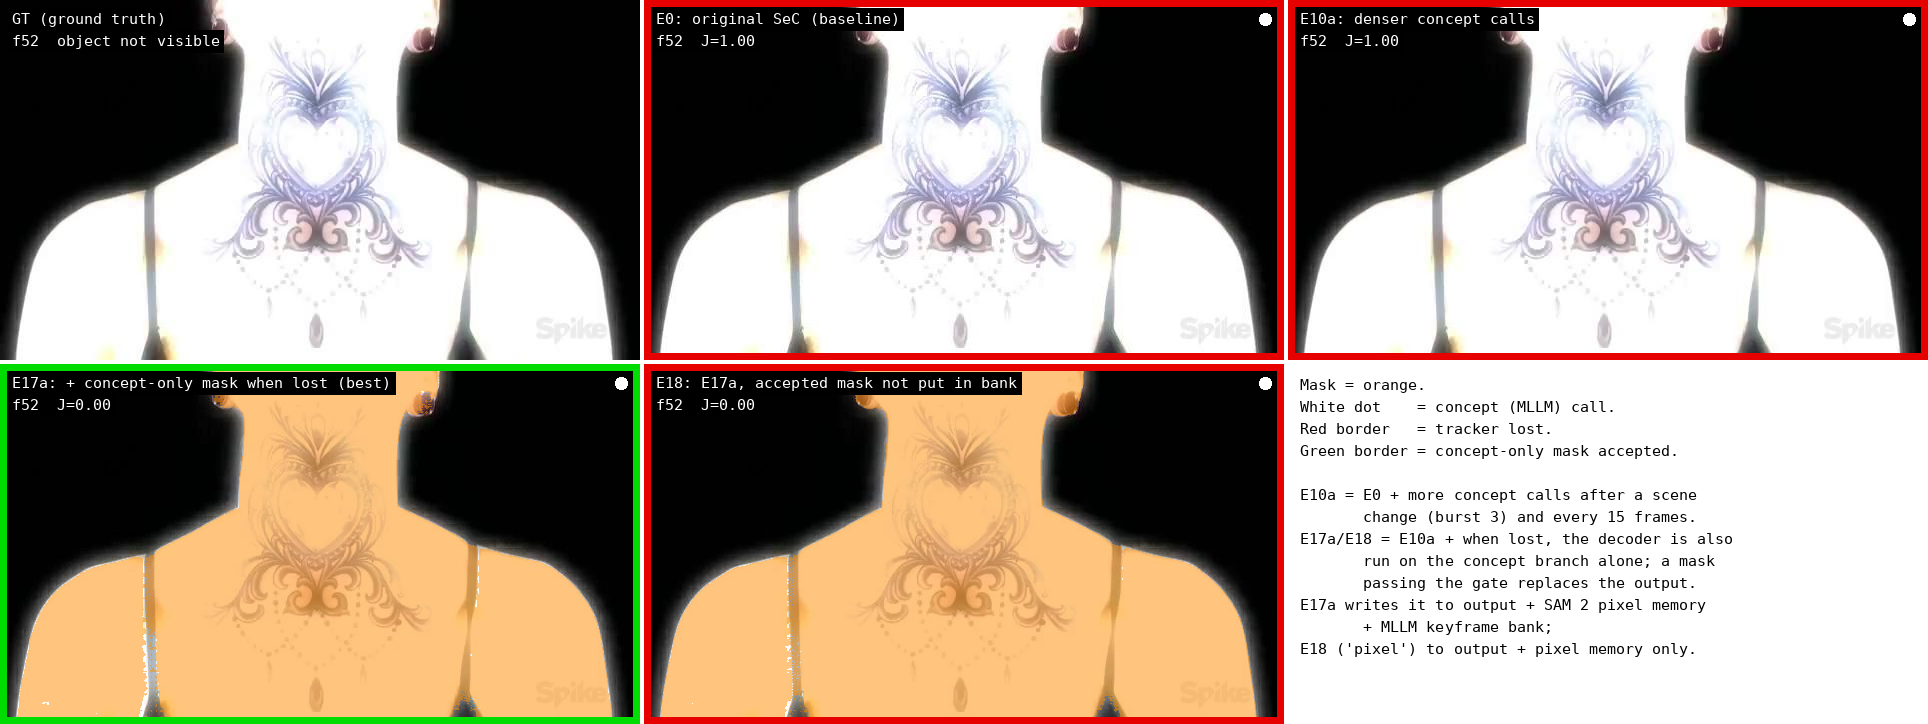 GT (ground truth)
f52  object not visible
Spike
E0: original SeC (baseline)
f52  J=1.00
Spike
E10a: denser concept calls
f52  J=1.00
Spike
E17a: + concept-only mask when lost (best)
f52  J=0.00
Spike
E18: E17a, accepted mask not put in bank
f52  J=0.00
Spike
Mask = orange.
White dot    = concept (MLLM) call.
Red border   = tracker lost.
Green border = concept-only mask accepted.
E10a = E0 + more concept calls after a scene
change (burst 3) and every 15 frames.
E17a/E18 = E10a + when lost, the decoder is also
run on the concept branch alone; a mask
passing the gate replaces the output.
E17a writes it to output + SAM 2 pixel memory
+ MLLM keyframe bank;
E18 ('pixel') to output + pixel memory only.